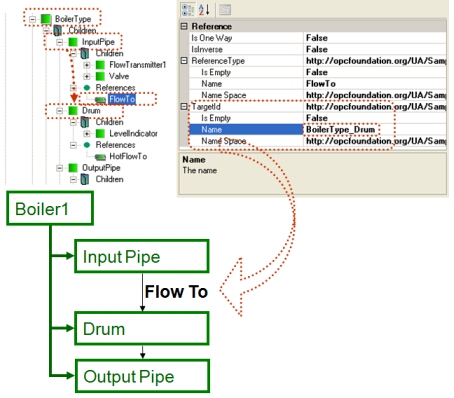 BoilerType
Children
InputPipe
Children
FlowTransmiter1
Valve
References
FlowTo
Drum
Children
LevelIndicator
References
HotFlowTo
OutputPipe
Children
Reference
Is One Way False
IsInverse False
ReferenceType http://opcfoundation.org/UA/Sam
Is Empty False
Name FlowTo
Name Space http://opcfoundation.org/UA/Sam
TargetId http://opcfoundation.org/UA/Sam
Is Empty False
Name BoilerType_Drum
Name Space http://opcfoundation.org/UA/Sam
Name
The name
Boiler1
Input Pipe
Flow To
Drum
Output Pipe